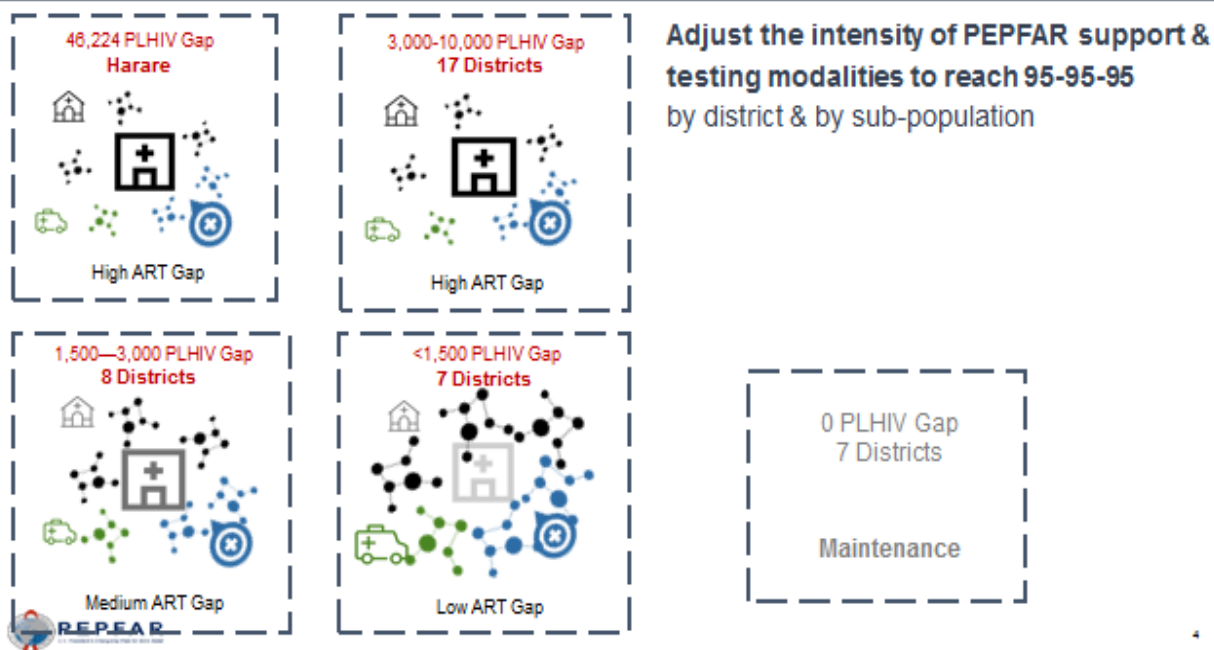 46,224 PLHIV Gap
Harare
High ART Gap
3,000-10,000 PLHIV Gap
17 Districts
High ART Gap
Adjust the intensity of PEPFAR support &
testing modalities to reach 95-95-95
by district & by sub-population
1,500—3,000 PLHIV Gap
8 Districts
Medium ART Gap
<1,500 PLHIV Gap
7 Districts
Low ART Gap
0 PLHIV Gap
7 Districts
Maintenance
PEPFAR
4